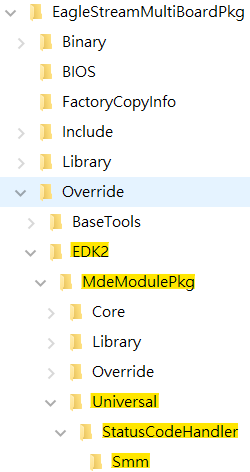 EagleStreamMultiBoardPkg
Binary
BIOS
FactoryCopyInfo
Include
Library
Override
BaseTools
EDK2
MdeModulePkg
Core
Library
Override
Universal
StatusCodeHandler
Smm